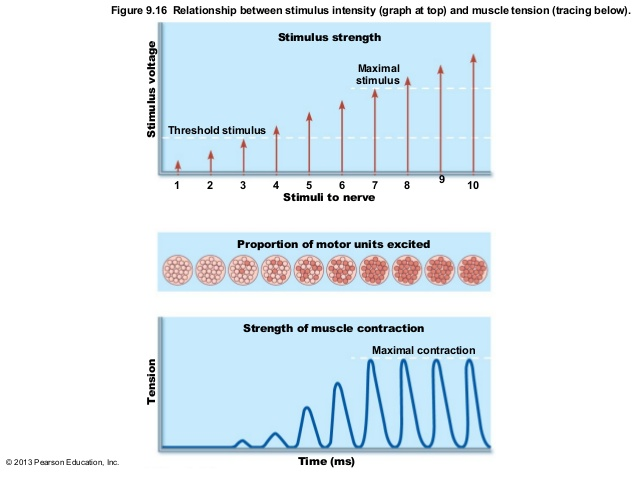 Figure 9.16 Relationship between stimulus intensity (graph at top) and muscle tension (tracing below).
Stimulus strength
Stimulus voltage
Maximal
stimulus
Threshold stimulus
1 2 3 4 5 6 7 8 9 10
Stimuli to nerve
Proportion of motor units excited
Strength of muscle contraction
Maximal contraction
Tension
Time (ms)
© 2013 Pearson Education, Inc.